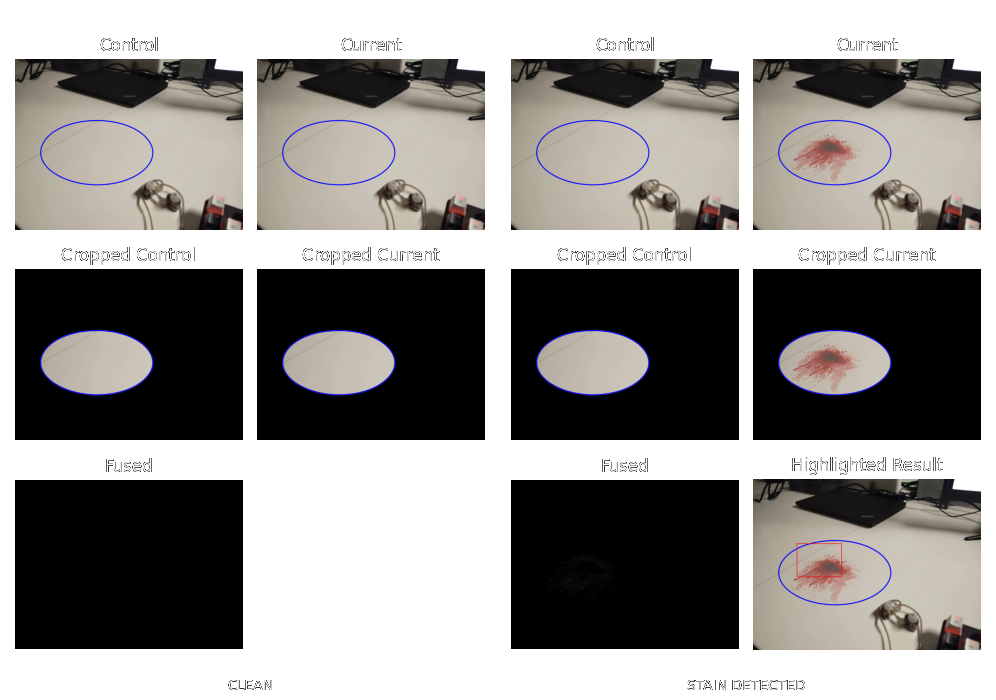 Control Current Control Current
Cropped Control Cropped Current Cropped Control Cropped Current
Fused Fused Highlighted Result
CLEAN STAIN DETECTED